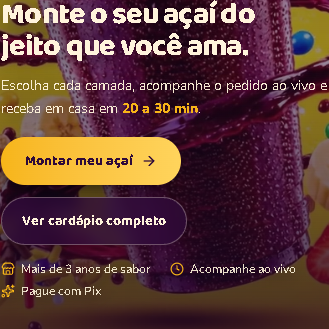 Monte o seu açaí do
jeito que você ama.
Escolha cada camada, acompanhe o pedido ao vivo e
receba em casa em 20 a 30 min.
Montar meu açaí
Ver cardápio completo
Mais de 3 anos de sabor
Acompanhe ao vivo
Pague com Pix